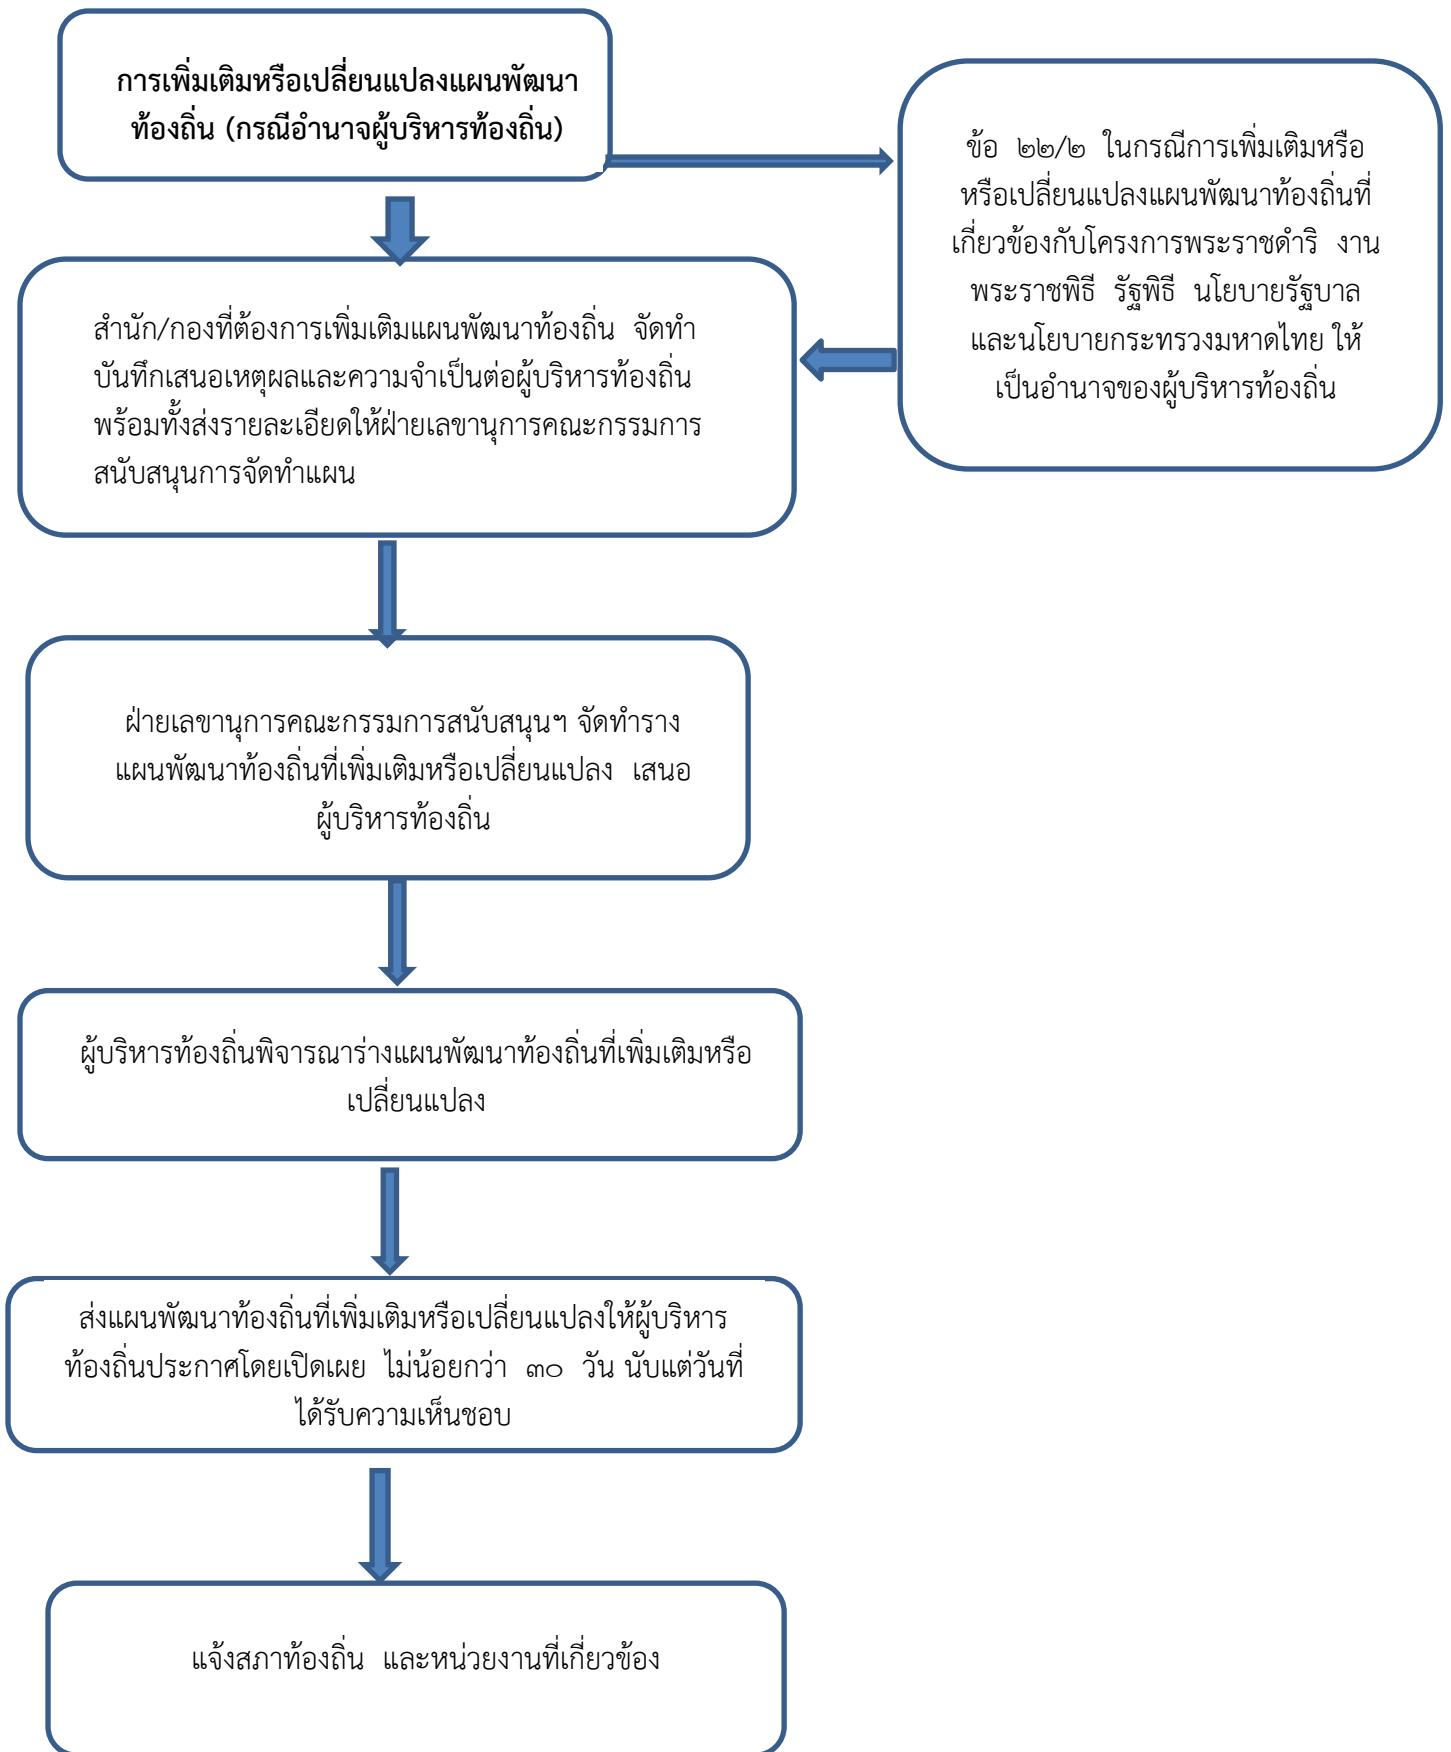 การเพิ่มเติมหรือเปลี่ยนแปลงแผนพัฒนา
ท้องถิ่น (กรณีอำนาจผู้บริหารท้องถิ่น)
ข้อ ๒๒/๒ ในกรณีการเพิ่มเติมหรือ
หรือเปลี่ยนแปลงแผนพัฒนาท้องถิ่นที่
เกี่ยวข้องกับโครงการพระราชดำริ งาน
พระราชพิธี รัฐพิธี นโยบายรัฐบาล
และนโยบายกระทรวงมหาดไทย ให้
เป็นอำนาจของผู้บริหารท้องถิ่น
สำนัก/กองที่ต้องการเพิ่มเติมแผนพัฒนาท้องถิ่น จัดทำ
บันทึกเสนอเหตุผลและความจำเป็นต่อผู้บริหารท้องถิ่น
พร้อมทั้งส่งรายละเอียดให้ฝ่ายเลขานุการคณะกรรมการ
สนับสนุนการจัดทำแผน
ฝ่ายเลขานุการคณะกรรมการสนับสนุนฯ จัดทำราง
แผนพัฒนาท้องถิ่นที่เพิ่มเติมหรือเปลี่ยนแปลง เสนอ
ผู้บริหารท้องถิ่น
ผู้บริหารท้องถิ่นพิจารณาร่างแผนพัฒนาท้องถิ่นที่เพิ่มเติมหรือ
เปลี่ยนแปลง
ส่งแผนพัฒนาท้องถิ่นที่เพิ่มเติมหรือเปลี่ยนแปลงให้ผู้บริหาร
ท้องถิ่นประกาศโดยเปิดเผย ไม่น้อยกว่า ๓๐ วัน นับแต่วันที่
ได้รับความเห็นชอบ
แจ้งสภาท้องถิ่น และหน่วยงานที่เกี่ยวข้อง